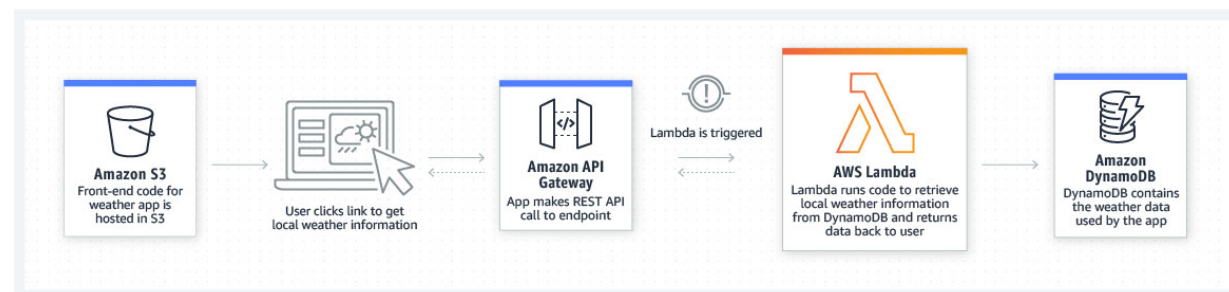 Amazon S3
Front-end code for
weather app is
hosted in S3
User clicks link to get
local weather information
</>
Amazon API
Gateway
App makes REST API
call to endpoint
Lambda is triggered
AWS Lambda
Lambda runs code to retrieve
local weather information
from DynamoDB and returns
data back to user
Amazon
DynamoDB
DynamoDB contains
the weather data
used by the app